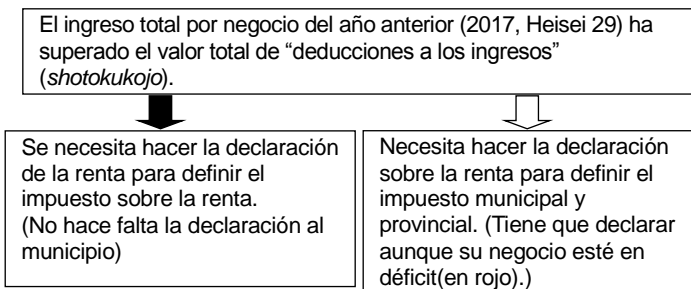 El ingreso total por negocio del año anterior (2017, Heisei 29) ha
superado el valor total de “deducciones a los ingresos”
(shotokukojo).
Se necesita hacer la declaración
de la renta para definir el
impuesto sobre la renta.
(No hace falta la declaración al
municipio)
Necesita hacer la declaración
sobre la renta para definir el
impuesto municipal y
provincial. (Tiene que declarar
aunque su negocio esté en
déficit(en rojo).)